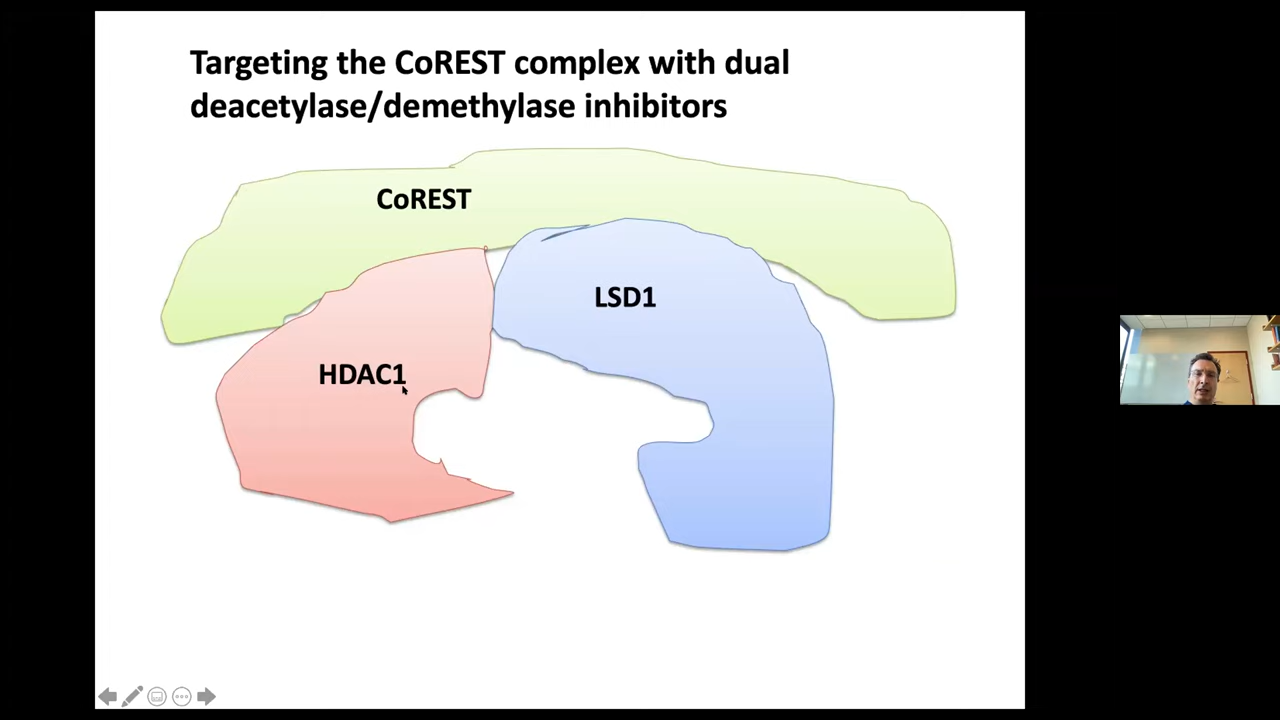 Targeting the CoREST complex with dual
deacetylase/demethylase inhibitors
CoREST
LSD1
HDAC1